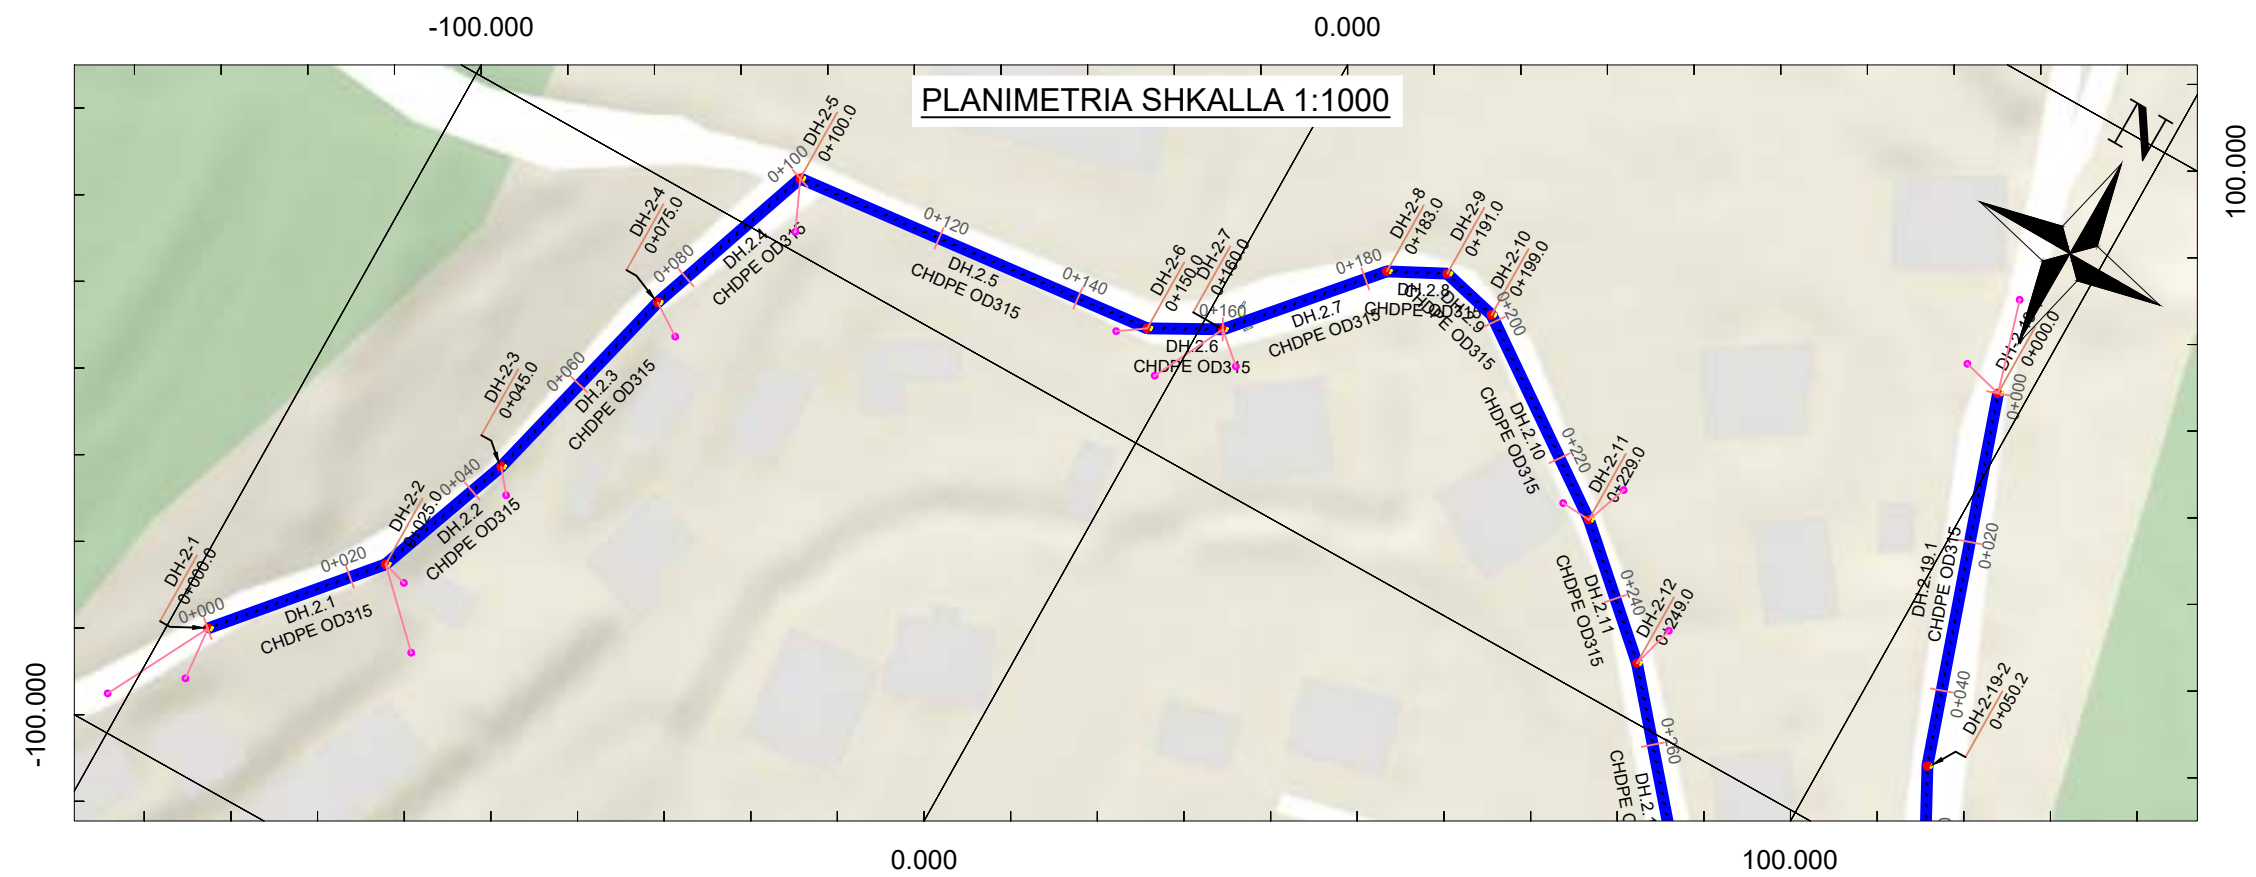 -100.000
0.000
PLANIMETRIA SHKALLA 1:1000
N
100.000
-100.000
0.000
100.000
DH-2-1
0+000.0
0+000
DH.2.1
CHDPE OD315
0+020
DH-2-2
0+025.0
0+040
DH.2.2
CHDPE OD315
DH-2-3
0+045.0
0+060
DH.2.3
CHDPE OD315
DH-2-4
0+075.0
0+080
DH.2.4
CHDPE OD315
0+100
DH-2-5
0+100.0
0+120
DH.2.5
CHDPE OD315
0+140
DH-2-6
0+150.0
DH.2.6
CHDPE OD315
DH-2-7
0+160.0
0+160
DH.2.7
CHDPE OD315
0+180
DH-2-8
0+183.0
DH.2.8
CHDPE OD315
DH-2-9
0+191.0
DH.2.9
CHDPE OD315
DH-2-10
0+199.0
0+200
DH.2.10
CHDPE OD315
0+220
DH-2-11
0+229.0
DH.2.11
CHDPE OD315
0+240
DH-2-12
0+249.0
0+260
0+000.0
0+000
DH.2.19.1
CHDPE OD315
0+020
0+040
DH-2-19-2
0+050.2